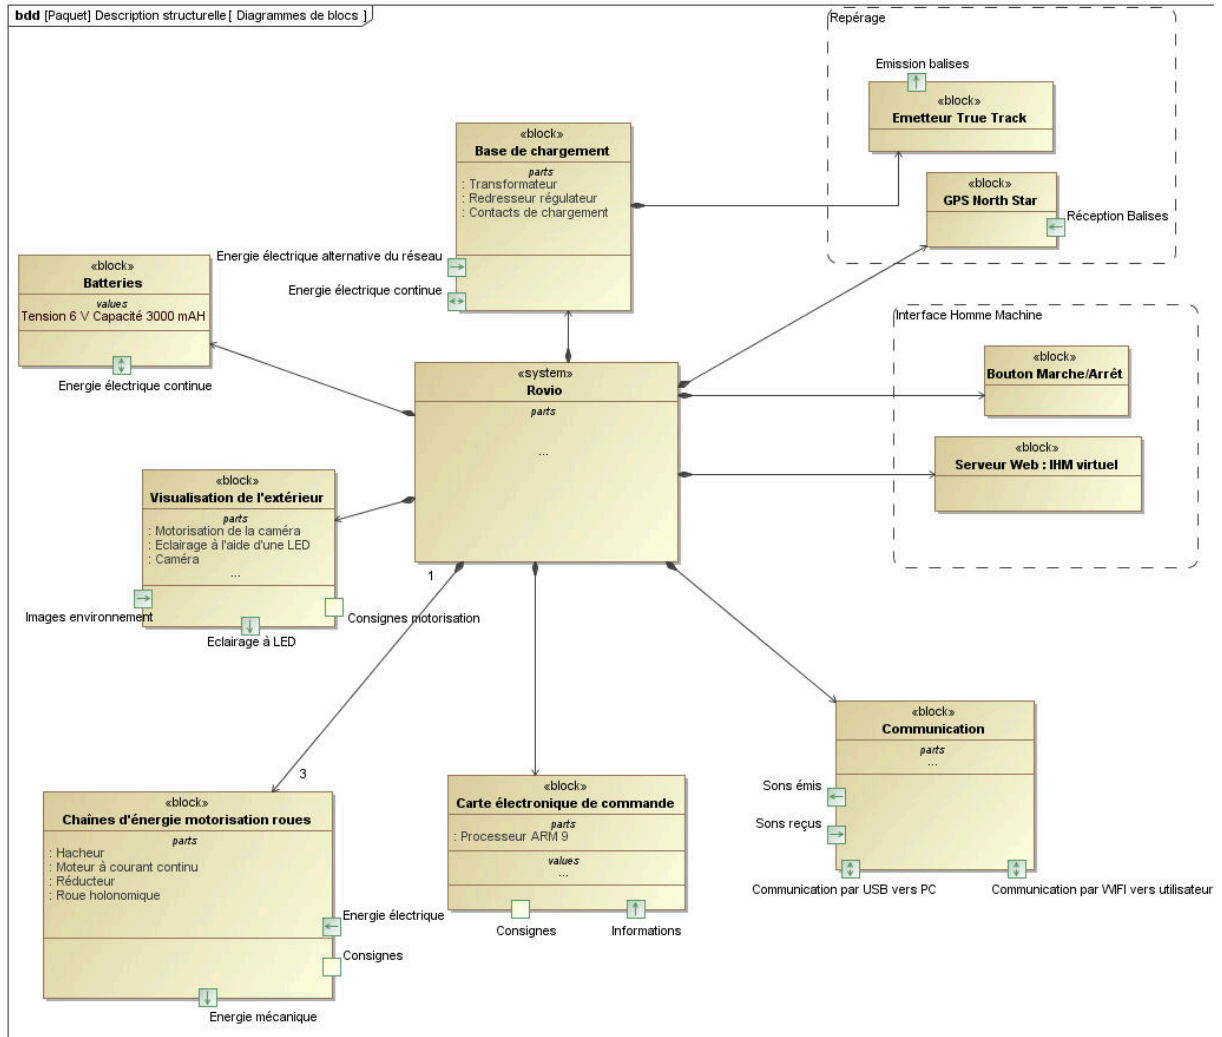 bdd [Paquet] Description structurelle [ Diagrammes de blocs ]
Repérage
Emission balises
«block»
Emetteur True Track
«block»
GPS North Star
Réception Balises
«block»
Base de chargement
parts
: Transformateur
: Redresseur régulateur
: Contacts de chargement
Energie électrique alternative du réseau
Energie électrique continue
«block»
Batteries
values
Tension 6 V Capacité 3000 mAH
Energie électrique continue
Interface Homme Machine
«block»
Bouton Marche/Arrêt
«block»
Serveur Web : IHM virtuel
«system»
Rovio
parts
...
«block»
Visualisation de l'extérieur
parts
: Motorisation de la caméra
: Eclairage à l'aide d'une LED
: Caméra
...
Images environnement
Consignes motorisation
Eclairage à LED
1
3
«block»
Chaînes d'énergie motorisation roues
parts
: Hacheur
: Moteur à courant continu
: Réducteur
: Roue holonomique
Energie électrique
Consignes
Energie mécanique
«block»
Carte électronique de commande
parts
: Processeur ARM 9
values
...
Consignes
Informations
«block»
Communication
parts
...
Sons émis
Sons reçus
Communication par USB vers PC
Communication par WIFI vers utilisateur